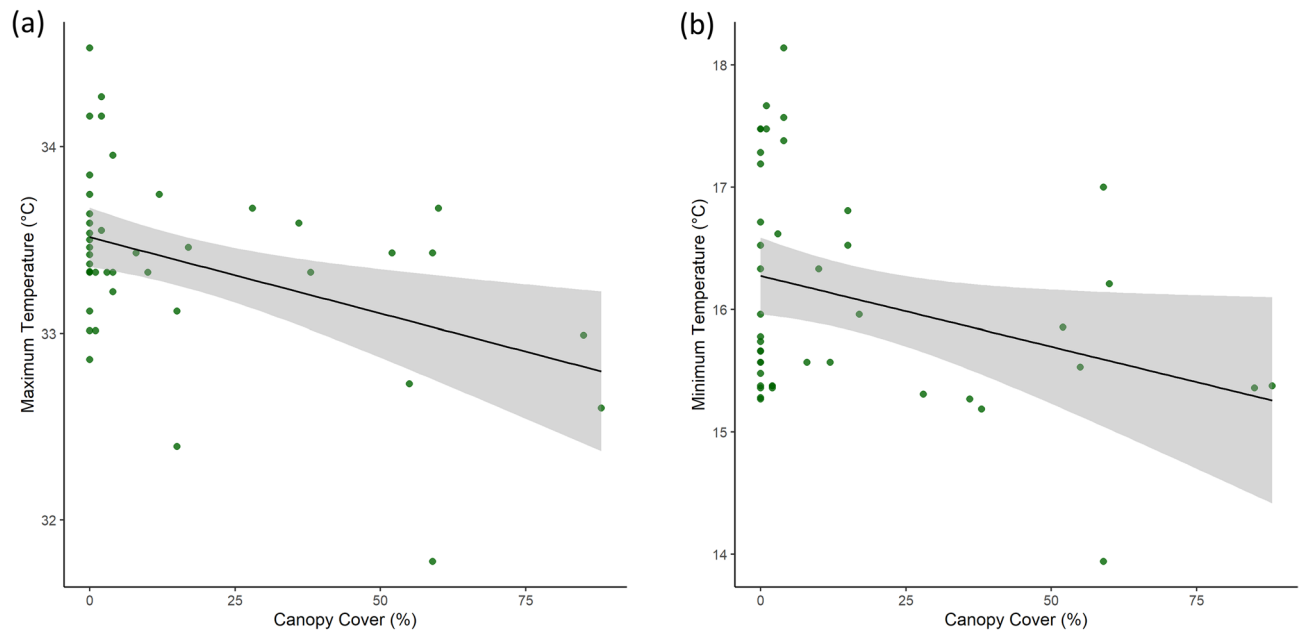 (a)
Maximum Temperature (°C)
34
33
32
0 25 50 75
Canopy Cover (%)
(b)
Minimum Temperature (°C)
18
17
16
15
14
0 25 50 75
Canopy Cover (%)